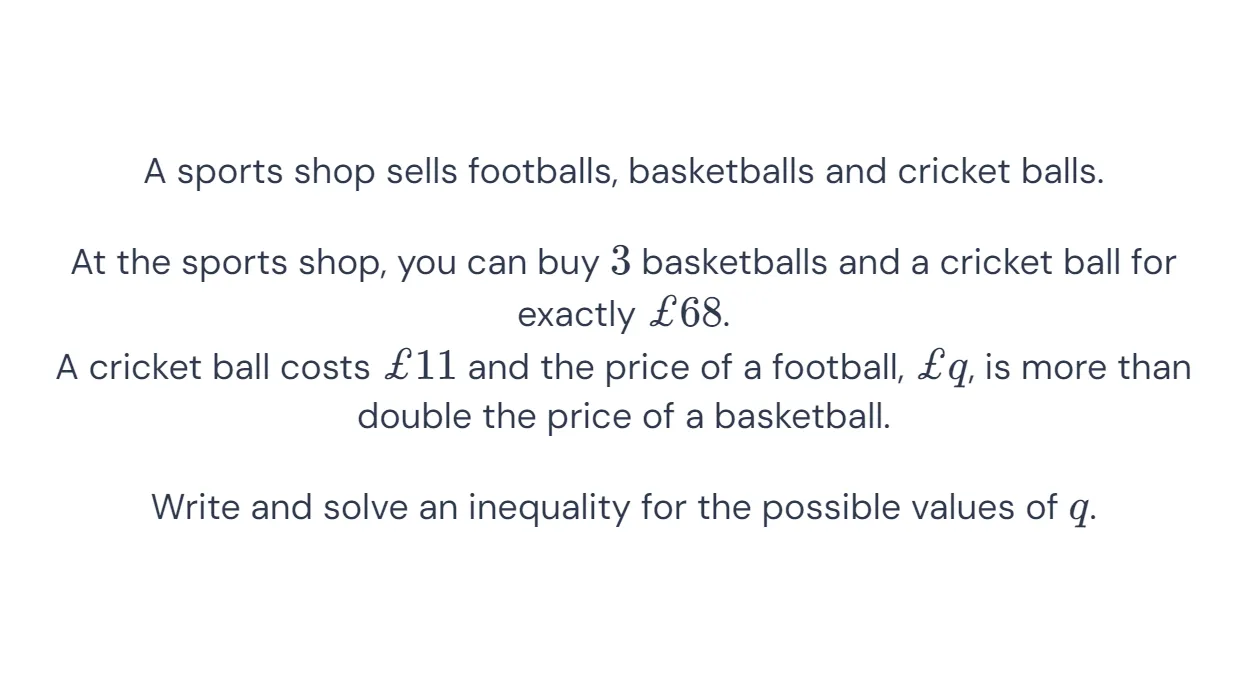 A sports shop sells footballs, basketballs and cricket balls.
At the sports shop, you can buy 3 basketballs and a cricket ball for
exactly £68.
A cricket ball costs £11 and the price of a football, £q, is more than
double the price of a basketball.
Write and solve an inequality for the possible values of q.